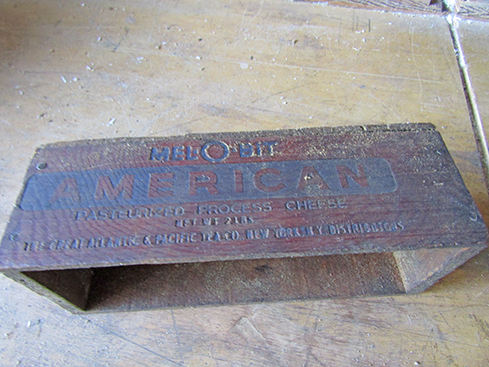 MEL O BIT
AMERICAN
PASTEURIZED PROCESS CHEESE
NET WT 2 LBS
THE GREAT ATLANTIC & PACIFIC TEA CO. NEW YORK, N.Y. DISTRIBUTORS